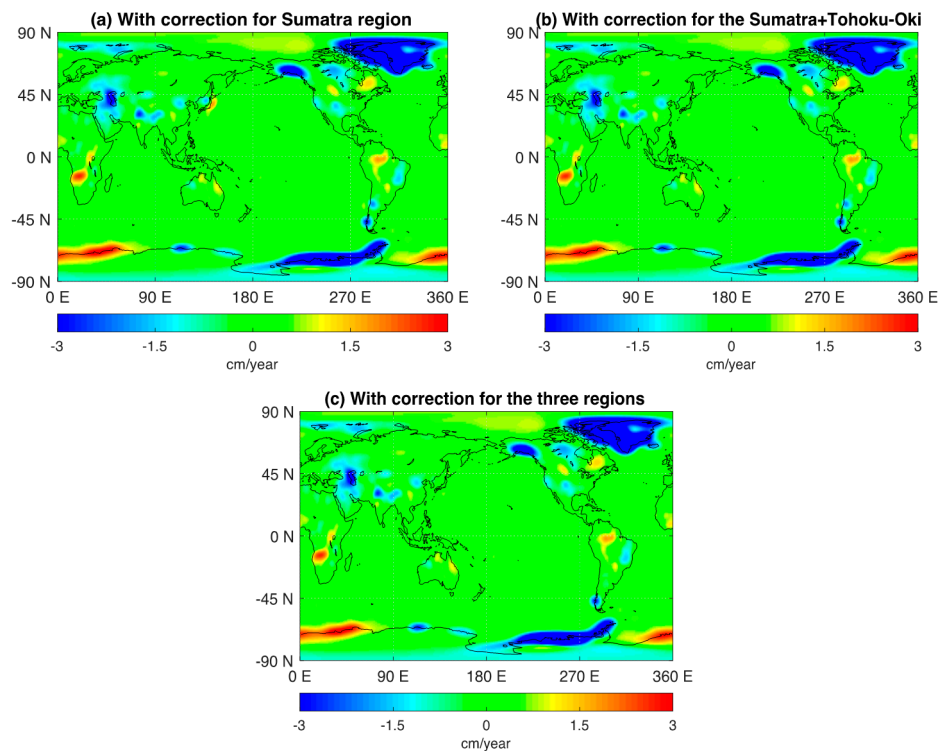 (a) With correction for Sumatra region
90 N
45 N
0 N
-45 N
-90 N
0 E 90 E 180 E 270 E 360 E
-3 -1.5 0 1.5 3
cm/year
(b) With correction for the Sumatra+Tohoku-Oki
90 N
45 N
0 N
-45 N
-90 N
0 E 90 E 180 E 270 E 360 E
-3 -1.5 0 1.5 3
cm/year
(c) With correction for the three regions
90 N
45 N
0 N
-45 N
-90 N
0 E 90 E 180 E 270 E 360 E
-3 -1.5 0 1.5 3
cm/year